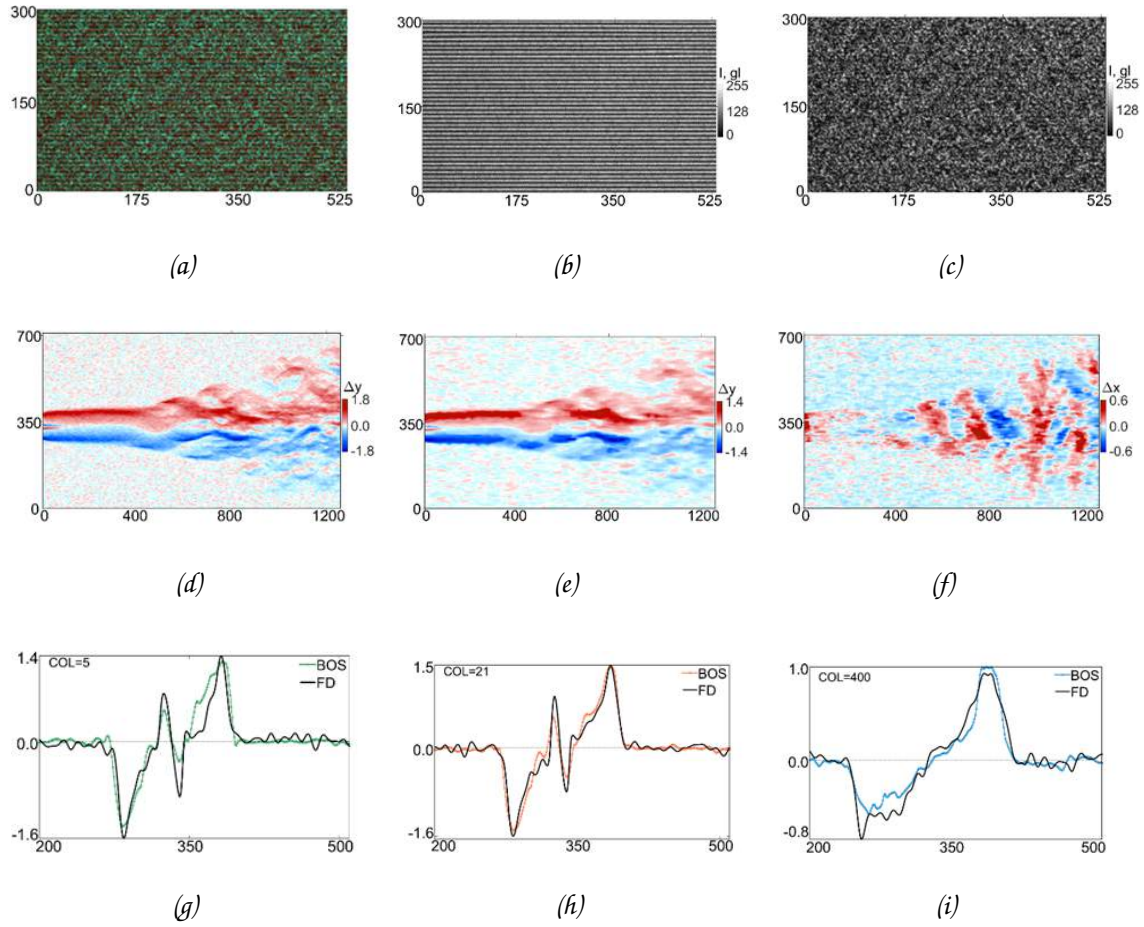 300
150
0
0 175 350 525
(a)
300
150
0
0 175 350 525
I, gl
255
128
0
(b)
300
150
0
0 175 350 525
I, gl
255
128
0
(c)
700
350
0
0 400 800 1200
Δy
1.8
0.0
-1.8
(d)
700
350
0
0 400 800 1200
Δy
1.4
0.0
-1.4
(e)
700
350
0
0 400 800 1200
Δx
0.6
0.0
-0.6
(f)
1.4
0.0
-1.6
COL=5
BOS
FD
200 350 500
(g)
1.5
0.0
-1.6
COL=21
BOS
FD
200 350 500
(h)
1.0
0.0
-0.8
COL=400
BOS
FD
200 350 500
(i)